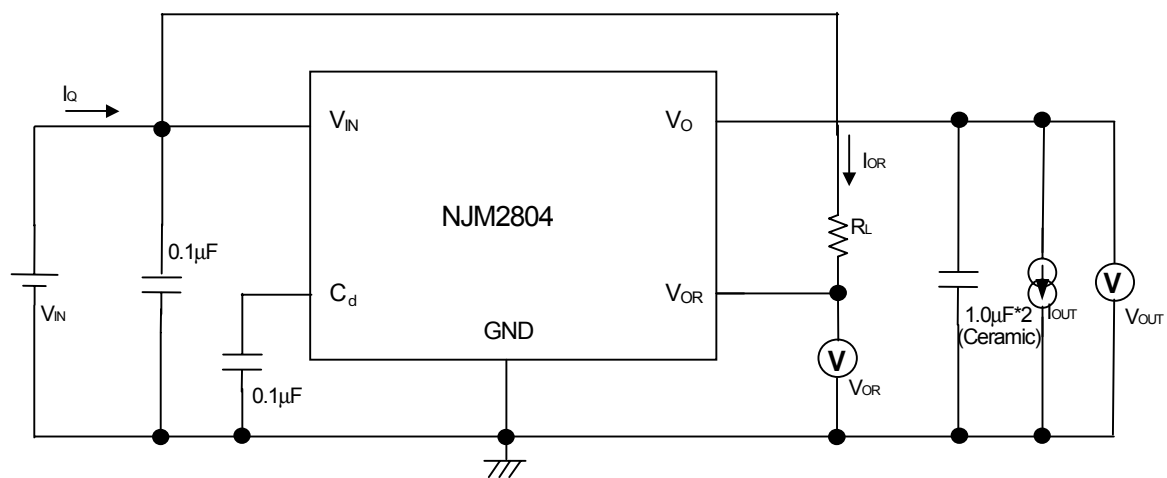 IQ
VIN
VO
IOR
NJM2804
RL
0.1µF
Cd
VOR
V
VIN
GND
1.0µF*2
(Ceramic)
IOUT
VOUT
V
0.1µF
VOR